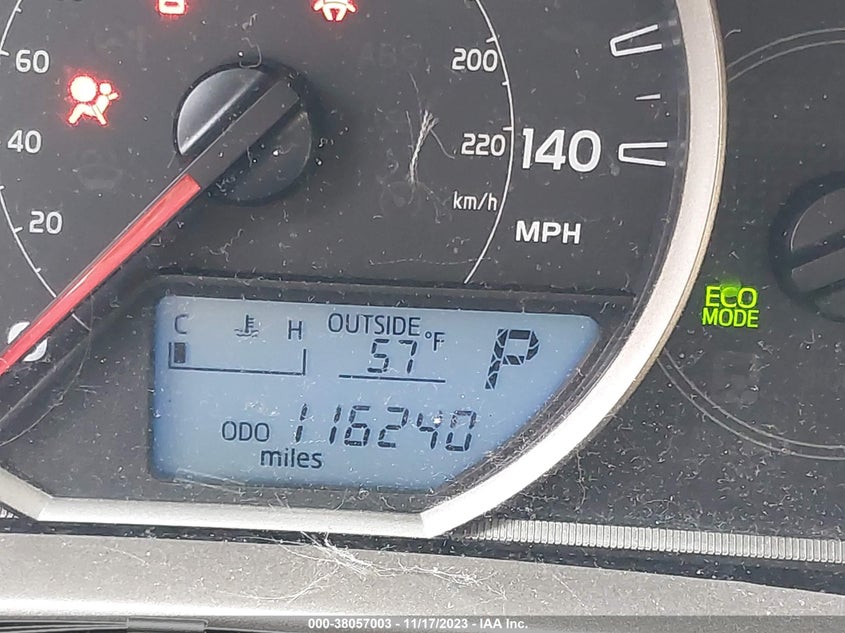 60
40
20
0
200
220
km/h
140
MPH
ECO
MODE
C H
OUTSIDE
57 °F
P
ODO 116240
miles
000-38057003 - 11/17/2023 - IAA Inc.